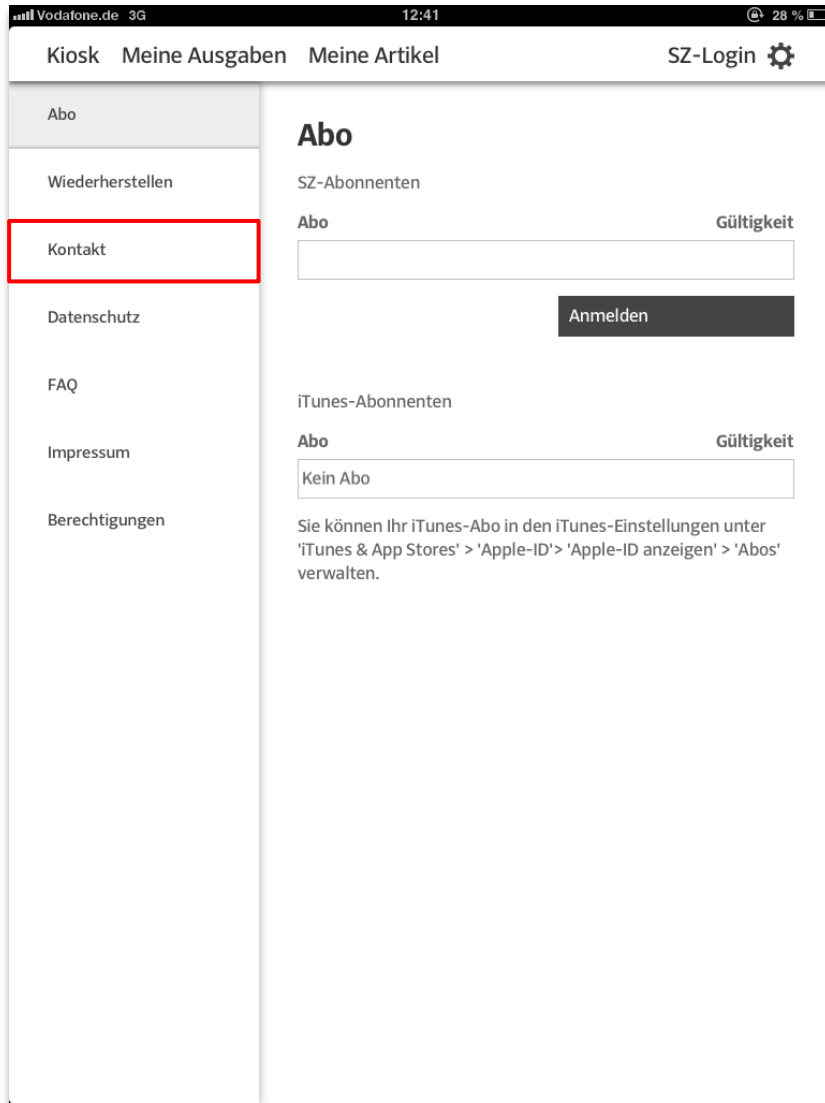 Vodafone.de 3G 12:41 28 %
Kiosk Meine Ausgaben Meine Artikel SZ-Login
Abo
Wiederherstellen
Kontakt
Datenschutz
FAQ
Impressum
Berechtigungen
Abo
SZ-Abonnenten
Abo Gültigkeit
Anmelden
iTunes-Abonnenten
Abo Gültigkeit
Kein Abo
Sie können Ihr iTunes-Abo in den iTunes-Einstellungen unter
'iTunes & App Stores' > 'Apple-ID'> 'Apple-ID anzeigen' > 'Abos'
verwalten.